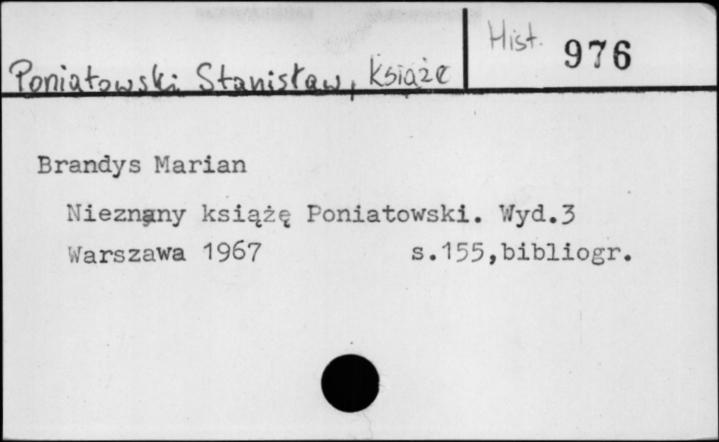 Poniatowski Stanisław, Książę
Hist. 976
Brandys Marian
Nieznany książę Poniatowski. Wyd.3
Warszawa 1967 s.155,bibliogr.